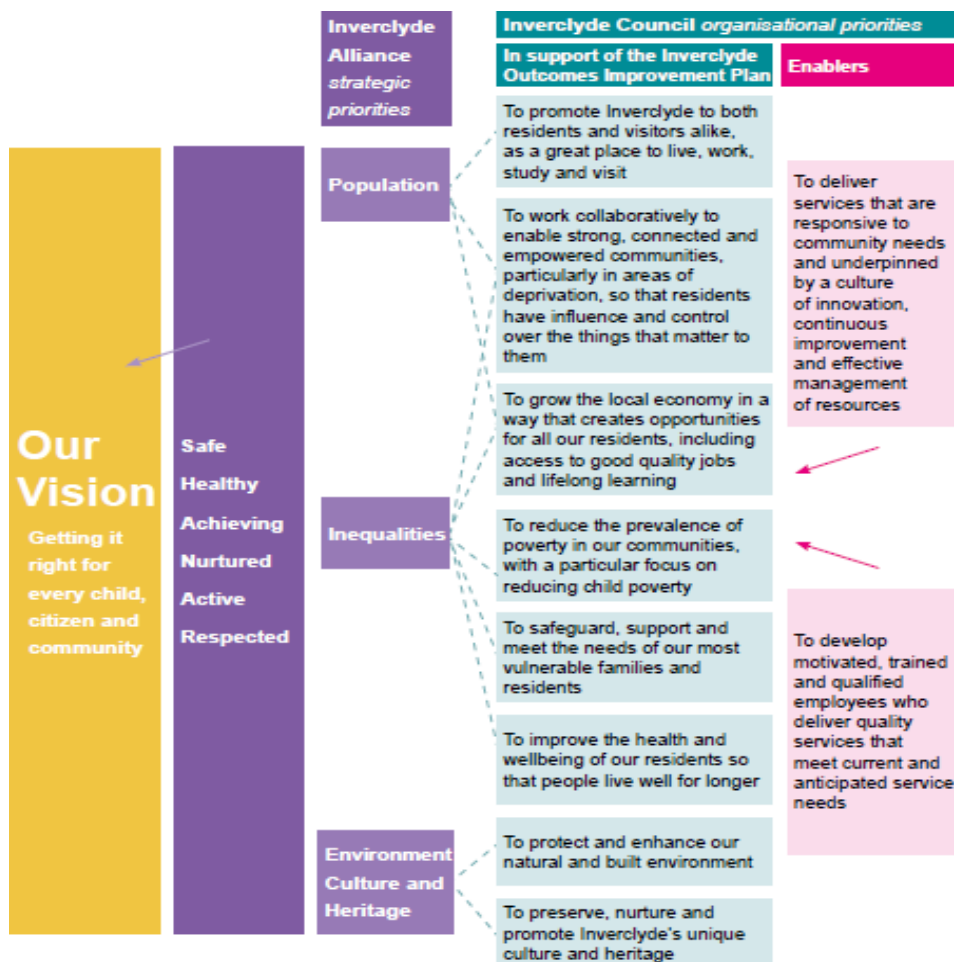 Inverclyde
Alliance
strategic
priorities
Inverclyde Council organisational priorities
In support of the Inverclyde
Outcomes Improvement Plan
Enablers
Our
Vision
Getting it
right for
every child,
citizen and
community
Safe
Healthy
Achieving
Nurtured
Active
Respected
Population
Inequalities
Environment
Culture and
Heritage
To promote Inverclyde to both
residents and visitors alike,
as a great place to live, work,
study and visit
To work collaboratively to
enable strong, connected and
empowered communities,
particularly in areas of
deprivation, so that residents
have influence and control
over the things that matter to
them
To grow the local economy in a
way that creates opportunities
for all our residents, including
access to good quality jobs
and lifelong learning
To reduce the prevalence of
poverty in our communities,
with a particular focus on
reducing child poverty
To safeguard, support and
meet the needs of our most
vulnerable families and
residents
To improve the health and
wellbeing of our residents so
that people live well for longer
To protect and enhance our
natural and built environment
To preserve, nurture and
promote Inverclyde's unique
culture and heritage
To deliver
services that are
responsive to
community needs
and underpinned
by a culture
of innovation,
continuous
improvement
and effective
management
of resources
To develop
motivated, trained
and qualified
employees who
deliver quality
services that
meet current and
anticipated service
needs